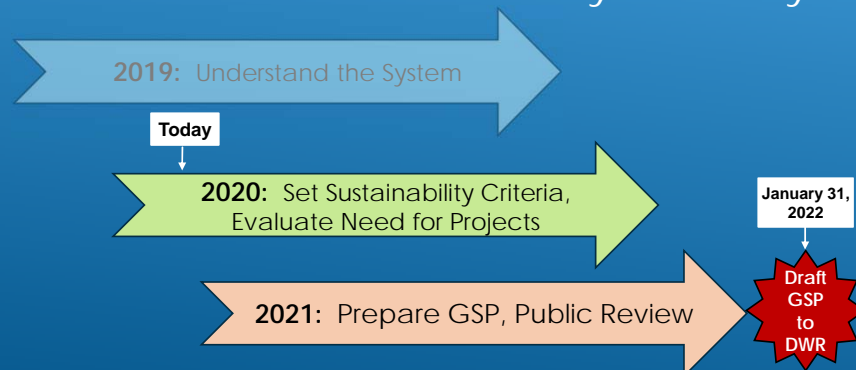 2019: Understand the System
Today
2020: Set Sustainability Criteria,
Evaluate Need for Projects
January 31,
2022
2021: Prepare GSP, Public Review
Draft
GSP
to
DWR